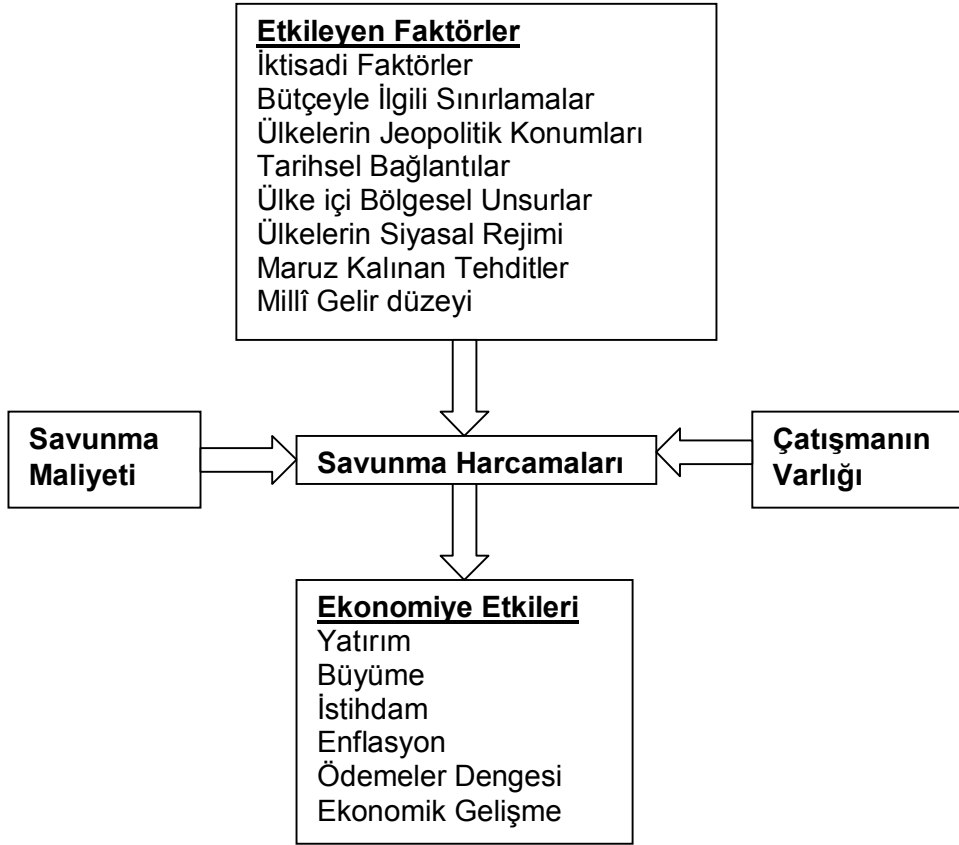 Etkileyen Faktörler
İktisadi Faktörler
Bütçeyle İlgili Sınırlamalar
Ülkelerin Jeopolitik Konumları
Tarihsel Bağlantılar
Ülke içi Bölgesel Unsurlar
Ülkelerin Siyasal Rejimi
Maruz Kalınan Tehditler
Millî Gelir düzeyi
Savunma
Maliyeti
Savunma Harcamaları
Çatışmanın
Varlığı
Ekonomiye Etkileri
Yatırım
Büyüme
İstihdam
Enflasyon
Ödemeler Dengesi
Ekonomik Gelişme